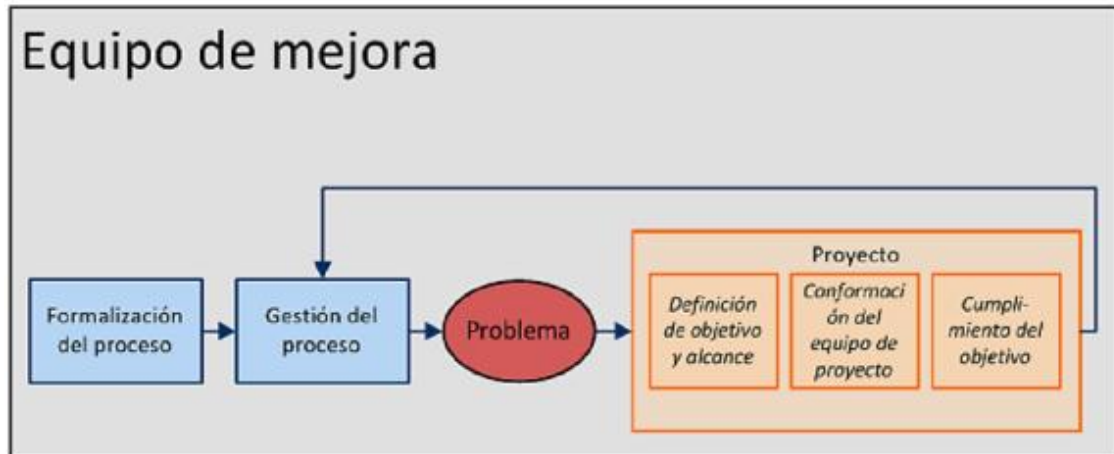 Equipo de mejora
Formalización
del proceso
Gestión del
proceso
Problema
Proyecto
Definición
de objetivo
y alcance
Conformaci
ón del
equipo de
proyecto
Cumpli-
miento del
objetivo